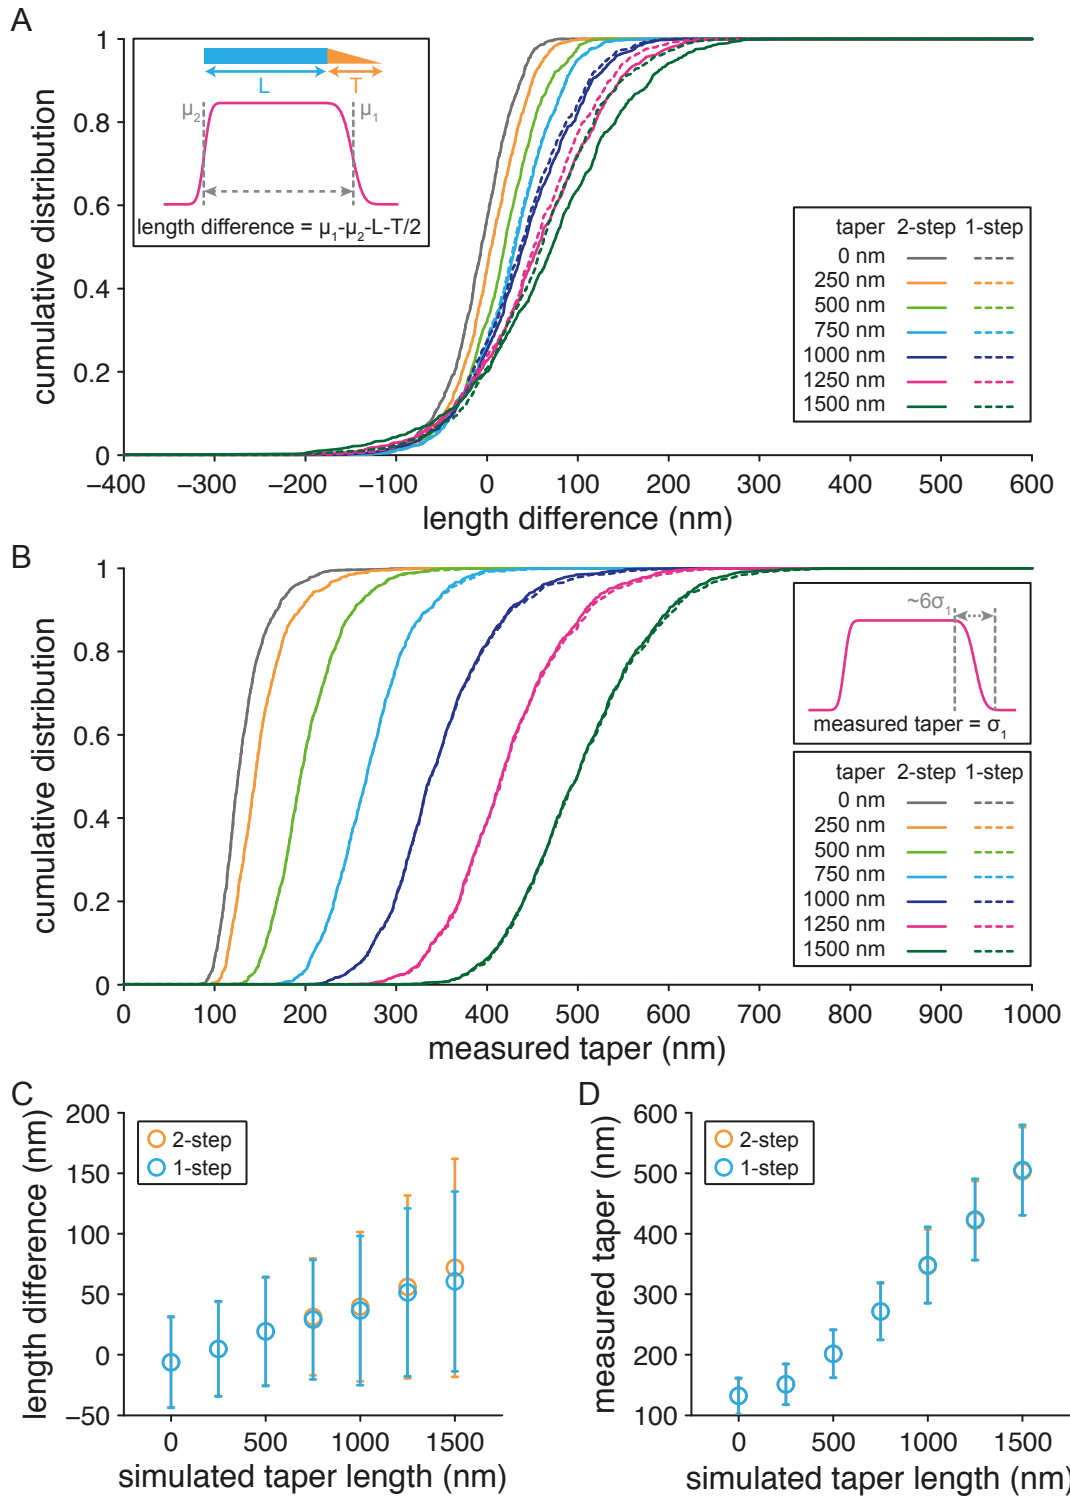 A
1
0.8
0.6
0.4
0.2
0
cumulative distribution
L
T
μ2
μ1
length difference = μ1-μ2-L-T/2
taper 2-step 1-step
0 nm
250 nm
500 nm
750 nm
1000 nm
1250 nm
1500 nm
−400 −300 −200 −100 0 100 200 300 400 500 600
length difference (nm)
B
1
0.8
0.6
0.4
0.2
0
cumulative distribution
~6σ1
measured taper = σ1
taper 2-step 1-step
0 nm
250 nm
500 nm
750 nm
1000 nm
1250 nm
1500 nm
0 100 200 300 400 500 600 700 800 900 1000
measured taper (nm)
C
200
150
100
50
0
−50
length difference (nm)
2-step
1-step
0 500 1000 1500
simulated taper length (nm)
D
600
500
400
300
200
100
measured taper (nm)
2-step
1-step
0 500 1000 1500
simulated taper length (nm)